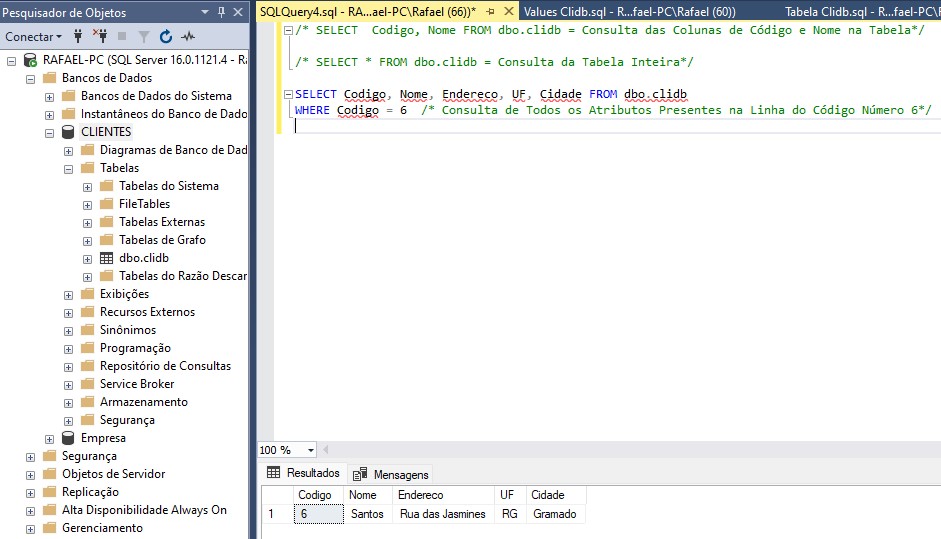 Pesquisador de Objetos
Conectar
RAFAEL-PC (SQL Server 16.0.1121.4 - R
Bancos de Dados
Bancos de Dados do Sistema
Instantâneos do Banco de Dado
CLIENTES
Diagramas de Banco de Dad
Tabelas
Tabelas do Sistema
FileTables
Tabelas Externas
Tabelas de Grafo
dbo.clidb
Tabelas do Razão Descar
Exibições
Recursos Externos
Sinônimos
Programação
Repositório de Consultas
Service Broker
Armazenamento
Segurança
Empresa
Segurança
Objetos de Servidor
Replicação
Alta Disponibilidade Always On
Gerenciamento
SQLQuery4.sql - RA...ael-PC\Rafael (66))* Values Clidb.sql - R...fael-PC\Rafael (60)) Tabela Clidb.sql - R...fael-PC\
/* SELECT  Codigo, Nome FROM dbo.clidb = Consulta das Colunas de Código e Nome na Tabela*/
/* SELECT * FROM dbo.clidb = Consulta da Tabela Inteira*/
SELECT Codigo, Nome, Endereco, UF, Cidade FROM dbo.clidb
WHERE Codigo = 6  /* Consulta de Todos os Atributos Presentes na Linha do Código Número 6*/
100 %
Resultados Mensagens
Codigo Nome Endereco UF Cidade
1 6 Santos Rua das Jasmines RG Gramado